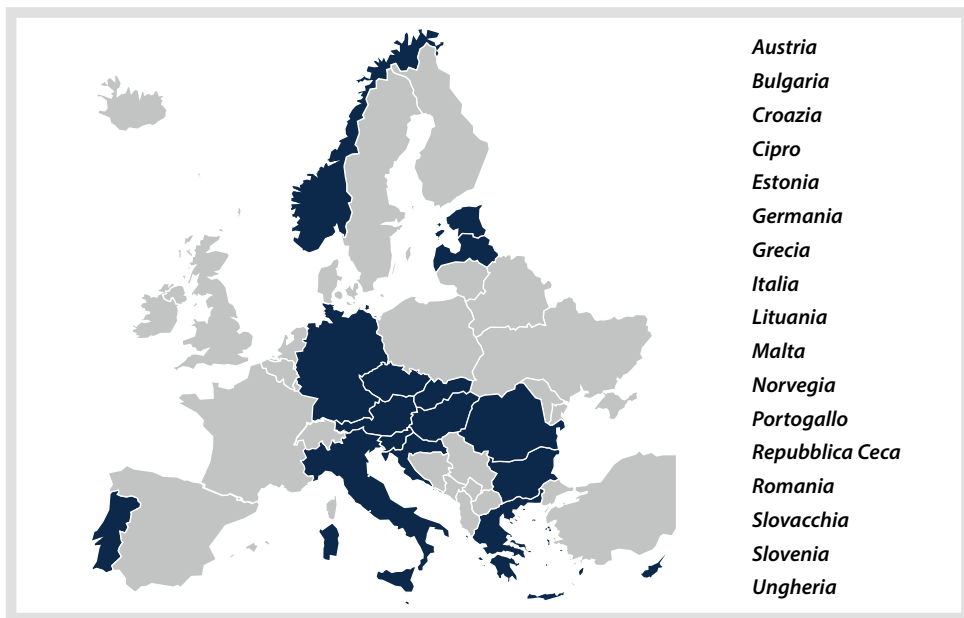 Austria
Bulgaria
Croazia
Cipro
Estonia
Germania
Grecia
Italia
Lituania
Malta
Norvegia
Portogallo
Repubblica Ceca
Romania
Slovacchia
Slovenia
Ungheria